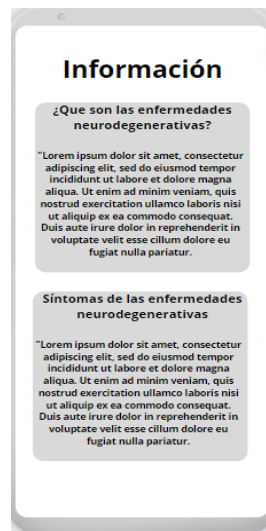 Información
¿Que son las enfermedades
neurodegenerativas?
"Lorem ipsum dolor sit amet, consectetur
adipiscing elit, sed do eiusmod tempor
incididunt ut labore et dolore magna
aliqua. Ut enim ad minim veniam, quis
nostrud exercitation ullamco laboris nisi
ut aliquip ex ea commodo consequat.
Duis aute irure dolor in reprehenderit in
voluptate velit esse cillum dolore eu
fugiat nulla pariatur.
Síntomas de las enfermedades
neurodegenerativas
"Lorem ipsum dolor sit amet, consectetur
adipiscing elit, sed do eiusmod tempor
incididunt ut labore et dolore magna
aliqua. Ut enim ad minim veniam, quis
nostrud exercitation ullamco laboris nisi
ut aliquip ex ea commodo consequat.
Duis aute irure dolor in reprehenderit in
voluptate velit esse cillum dolore eu
fugiat nulla pariatur.